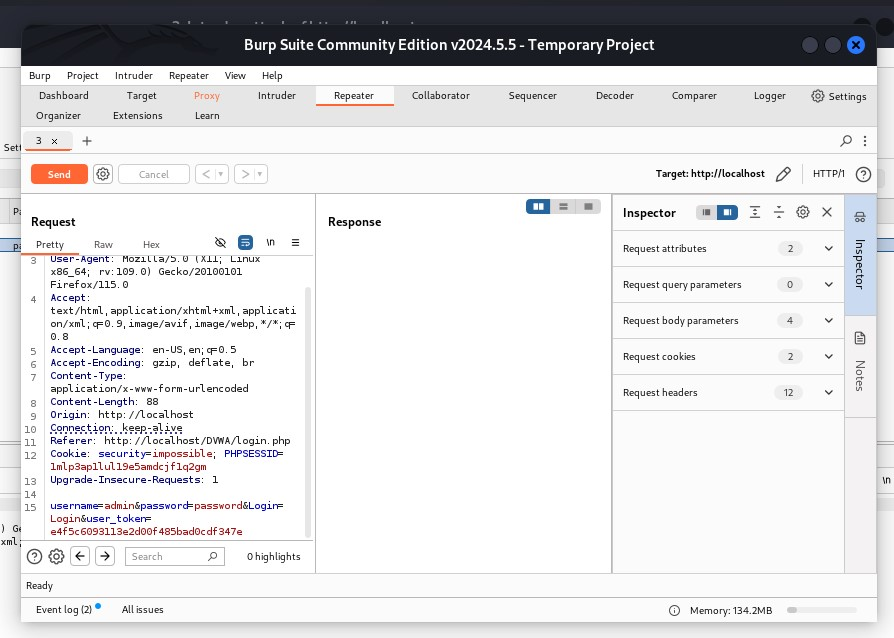 Burp Suite Community Edition v2024.5.5 - Temporary Project
Burp Project Intruder Repeater View Help
Dashboard Target Proxy Intruder Repeater Collaborator Sequencer Decoder Comparer Logger Settings
Organizer Extensions Learn
3 × +
Send Cancel < > Target: http://localhost HTTP/1 ?
Request
Pretty Raw Hex \n
3 User-Agent: Mozilla/5.0 (X11; Linux
x86_64; rv:109.0) Gecko/20100101
Firefox/115.0
4 Accept:
text/html,application/xhtml+xml,applicati
on/xml;q=0.9,image/avif,image/webp,*/*;q=
0.8
5 Accept-Language: en-US,en;q=0.5
6 Accept-Encoding: gzip, deflate, br
7 Content-Type:
application/x-www-form-urlencoded
8 Content-Length: 88
9 Origin: http://localhost
10 Connection: keep-alive
11 Referer: http://localhost/DVWA/login.php
12 Cookie: security=impossible; PHPSESSID=
1mlp3ap1lul19e5amdcjf1q2gm
13 Upgrade-Insecure-Requests: 1
14
15 username=admin&password=password&Login=
Login&user_token=
e4f5c6093113e2d00f485bad0cdf347e
? Search 0 highlights
Response
Inspector
Request attributes 2
Request query parameters 0
Request body parameters 4
Request cookies 2
Request headers 12
Inspector
Notes
Ready
Event log (2) All issues Memory: 134.2MB
Sett
Pa
pa
) Ge
xml;
\n